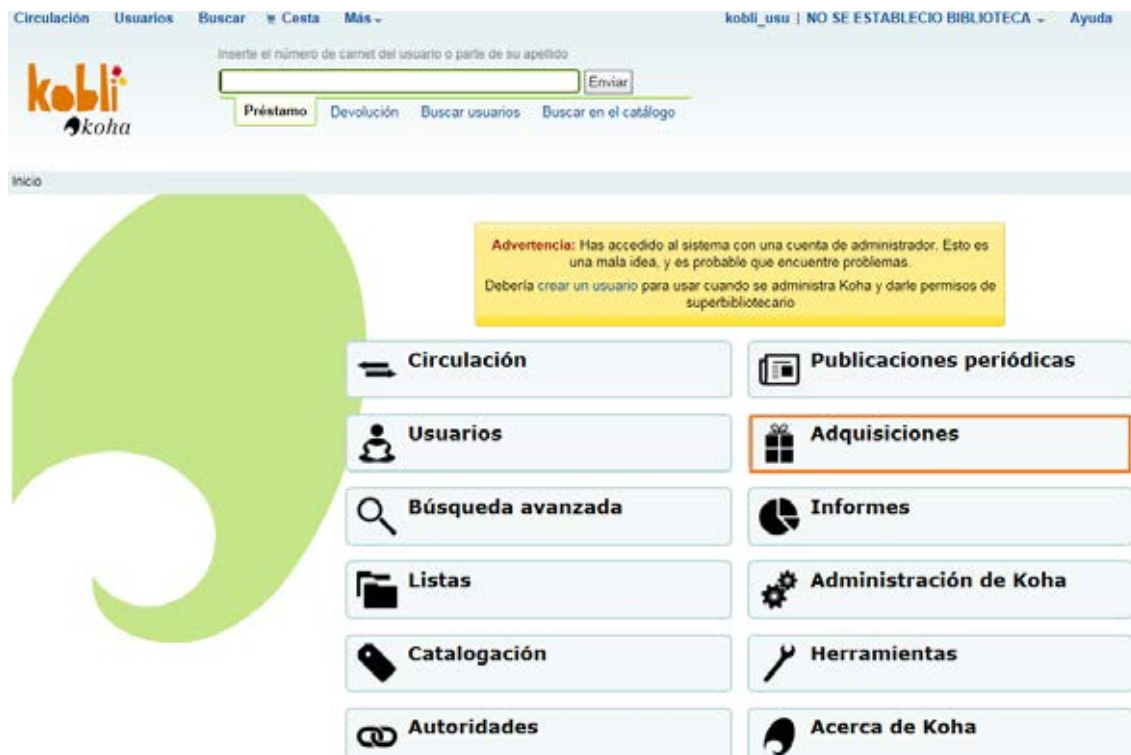 Circulación Usuarios Buscar Cesta Más
kobli_usu | NO SE ESTABLECIO BIBLIOTECA Ayuda
Inserte el número de carnet del usuario o parte de su apellido
Enviar
Préstamo Devolución Buscar usuarios Buscar en el catálogo
kobli
koha
Inicio
Advertencia: Has accedido al sistema con una cuenta de administrador. Esto es
una mala idea, y es probable que encuentre problemas.
Debería crear un usuario para usar cuando se administra Koha y darle permisos de
superbibliotecario
Circulación
Publicaciones periódicas
Usuarios
Adquisiciones
Búsqueda avanzada
Informes
Listas
Administración de Koha
Catalogación
Herramientas
Autoridades
Acerca de Koha